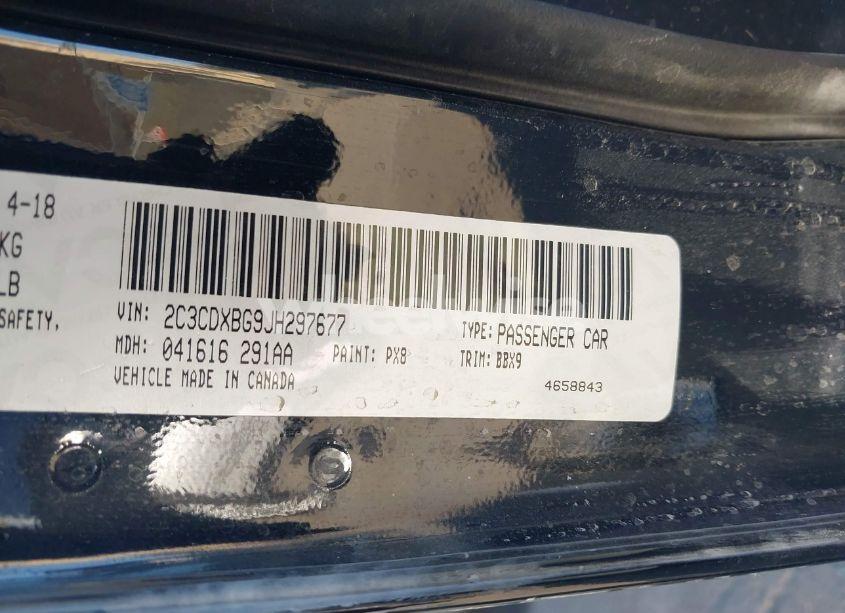 4-18
KG
LB
SAFETY,
VIN: 2C3CDXBG9JH297677 TYPE: PASSENGER CAR
MDH: 041616 291AA PAINT: PX8 TRIM: BBX9
VEHICLE MADE IN CANADA 4658843